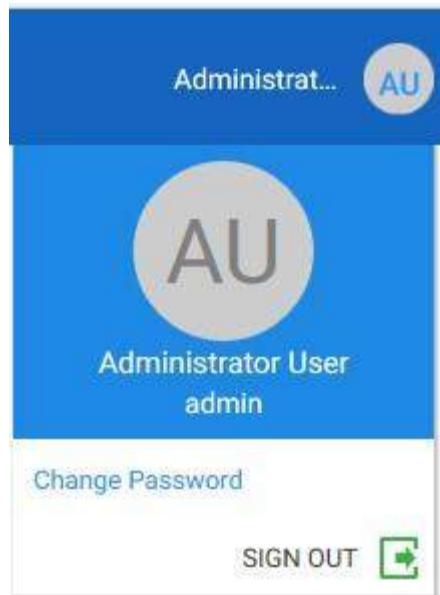 Administrat... AU
AU
Administrator User
admin
Change Password
SIGN OUT